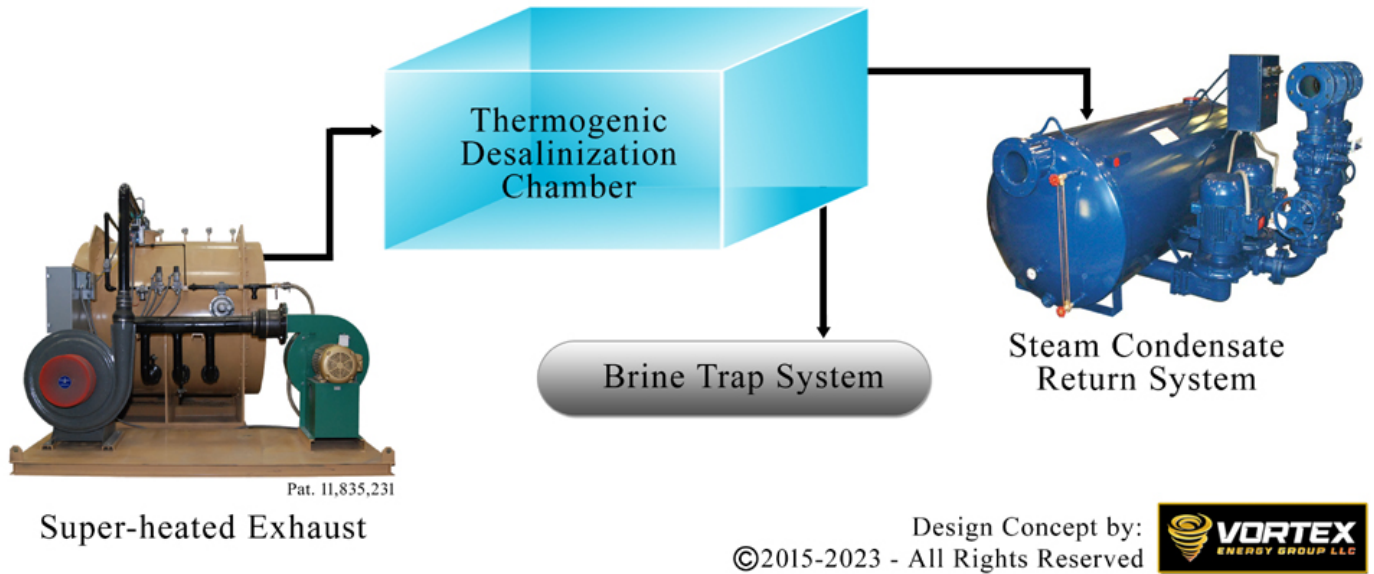 Thermogenic
Desalinization
Chamber
Brine Trap System
Steam Condensate
Return System
Pat. 11,835,231
Super-heated Exhaust
Design Concept by:
©2015-2023 - All Rights Reserved
VORTEX
ENERGY GROUP LLC